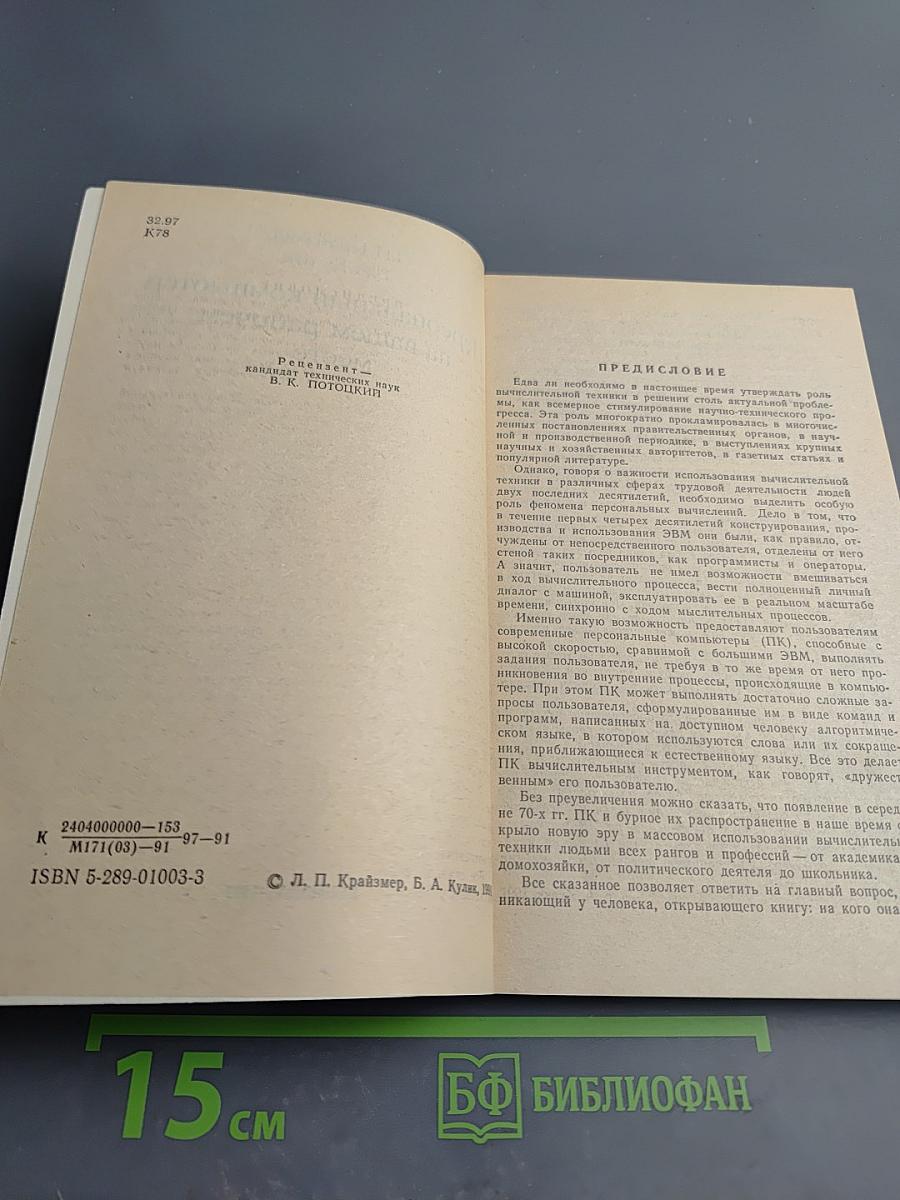 32.97
К78
Рецензент —
кандидат технических наук
В. К. ПОТОЦКИЙ
К 2404000000—153
М171(03)—91 97—91
ISBN 5-289-01003-3
© Л. П. Крайзмер, Б. А. Кулик,
ПРЕДИСЛОВИЕ
Едва ли необходимо в настоящее время утверждать роль
вычислительной техники в решении столь актуальной пробле-
мы, как всемерное стимулирование научно-технического про-
гресса. Эта роль многократно прокламировалась в многочис-
ленных постановлениях правительственных органов, в науч-
ной и производственной периодике, в выступлениях крупных
научных и хозяйственных авторитетов, в газетных статьях и
популярной литературе.
Однако, говоря о важности использования вычислительной
техники в различных сферах трудовой деятельности людей
двух последних десятилетий, необходимо выделить особую
роль феномена персональных вычислений. Дело в том, что
в течение первых четырех десятилетий конструирования, про-
изводства и использования ЭВМ они были, как правило, от-
чуждены от непосредственного пользователя, отделены от него
стеной таких посредников, как программисты и операторы.
А значит, пользователь не имел возможности вмешиваться
в ход вычислительного процесса, вести полноценный личный
диалог с машиной, эксплуатировать ее в реальном масштабе
времени, синхронно с ходом мыслительных процессов.
Именно такую возможность предоставляют пользователям
современные персональные компьютеры (ПК), способные с
высокой скоростью, сравнимой с большими ЭВМ, выполнять
задания пользователя, не требуя в то же время от него про-
никновения во внутренние процессы, происходящие в компью-
тере. При этом ПК может выполнять достаточно сложные за-
просы пользователя, сформулированные им в виде команд и
программ, написанных на доступном человеку алгоритмиче-
ском языке, в котором используются слова или их сокраще-
ния, приближающиеся к естественному языку. Все это делает
ПК вычислительным инструментом, как говорят, «дружест
венным» его пользователю.
Без преувеличения можно сказать, что появление в серед
не 70-х гг. ПК и бурное их распространение в наше время о
крыло новую эру в массовом использовании вычислитель
техники людьми всех рангов и профессий — от академика
домохозяйки, от политического деятеля до школьника.
Все сказанное позволяет ответить на главный вопрос,
никающий у человека, открывающего книгу: на кого она
15 см
БФ БИБЛИОФАН